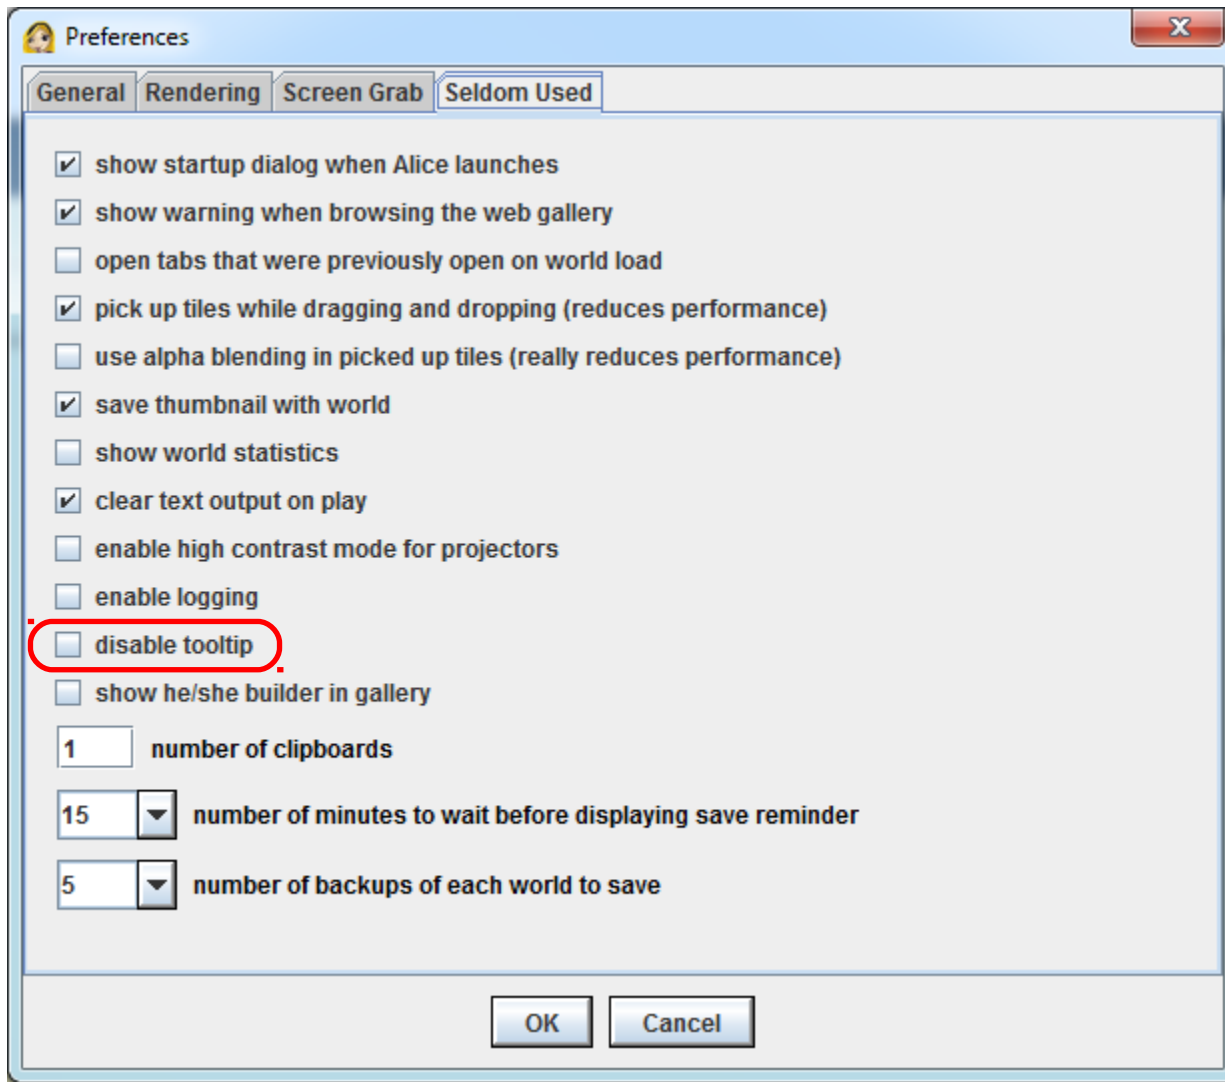 Preferences
General Rendering Screen Grab Seldom Used
show startup dialog when Alice launches
show warning when browsing the web gallery
open tabs that were previously open on world load
pick up tiles while dragging and dropping (reduces performance)
use alpha blending in picked up tiles (really reduces performance)
save thumbnail with world
show world statistics
clear text output on play
enable high contrast mode for projectors
enable logging
disable tooltip
show he/she builder in gallery
1 number of clipboards
15 number of minutes to wait before displaying save reminder
5 number of backups of each world to save
OK Cancel